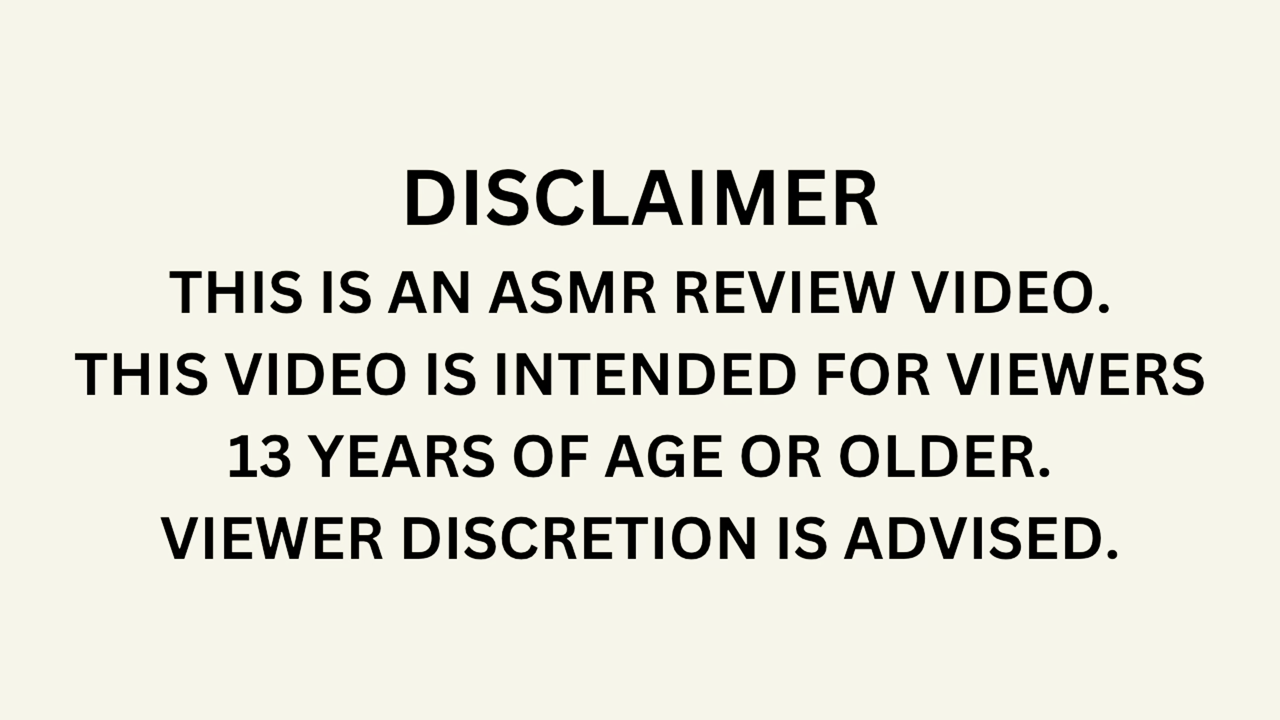 DISCLAIMER
THIS IS AN ASMR REVIEW VIDEO.
THIS VIDEO IS INTENDED FOR VIEWERS
13 YEARS OF AGE OR OLDER.
VIEWER DISCRETION IS ADVISED.